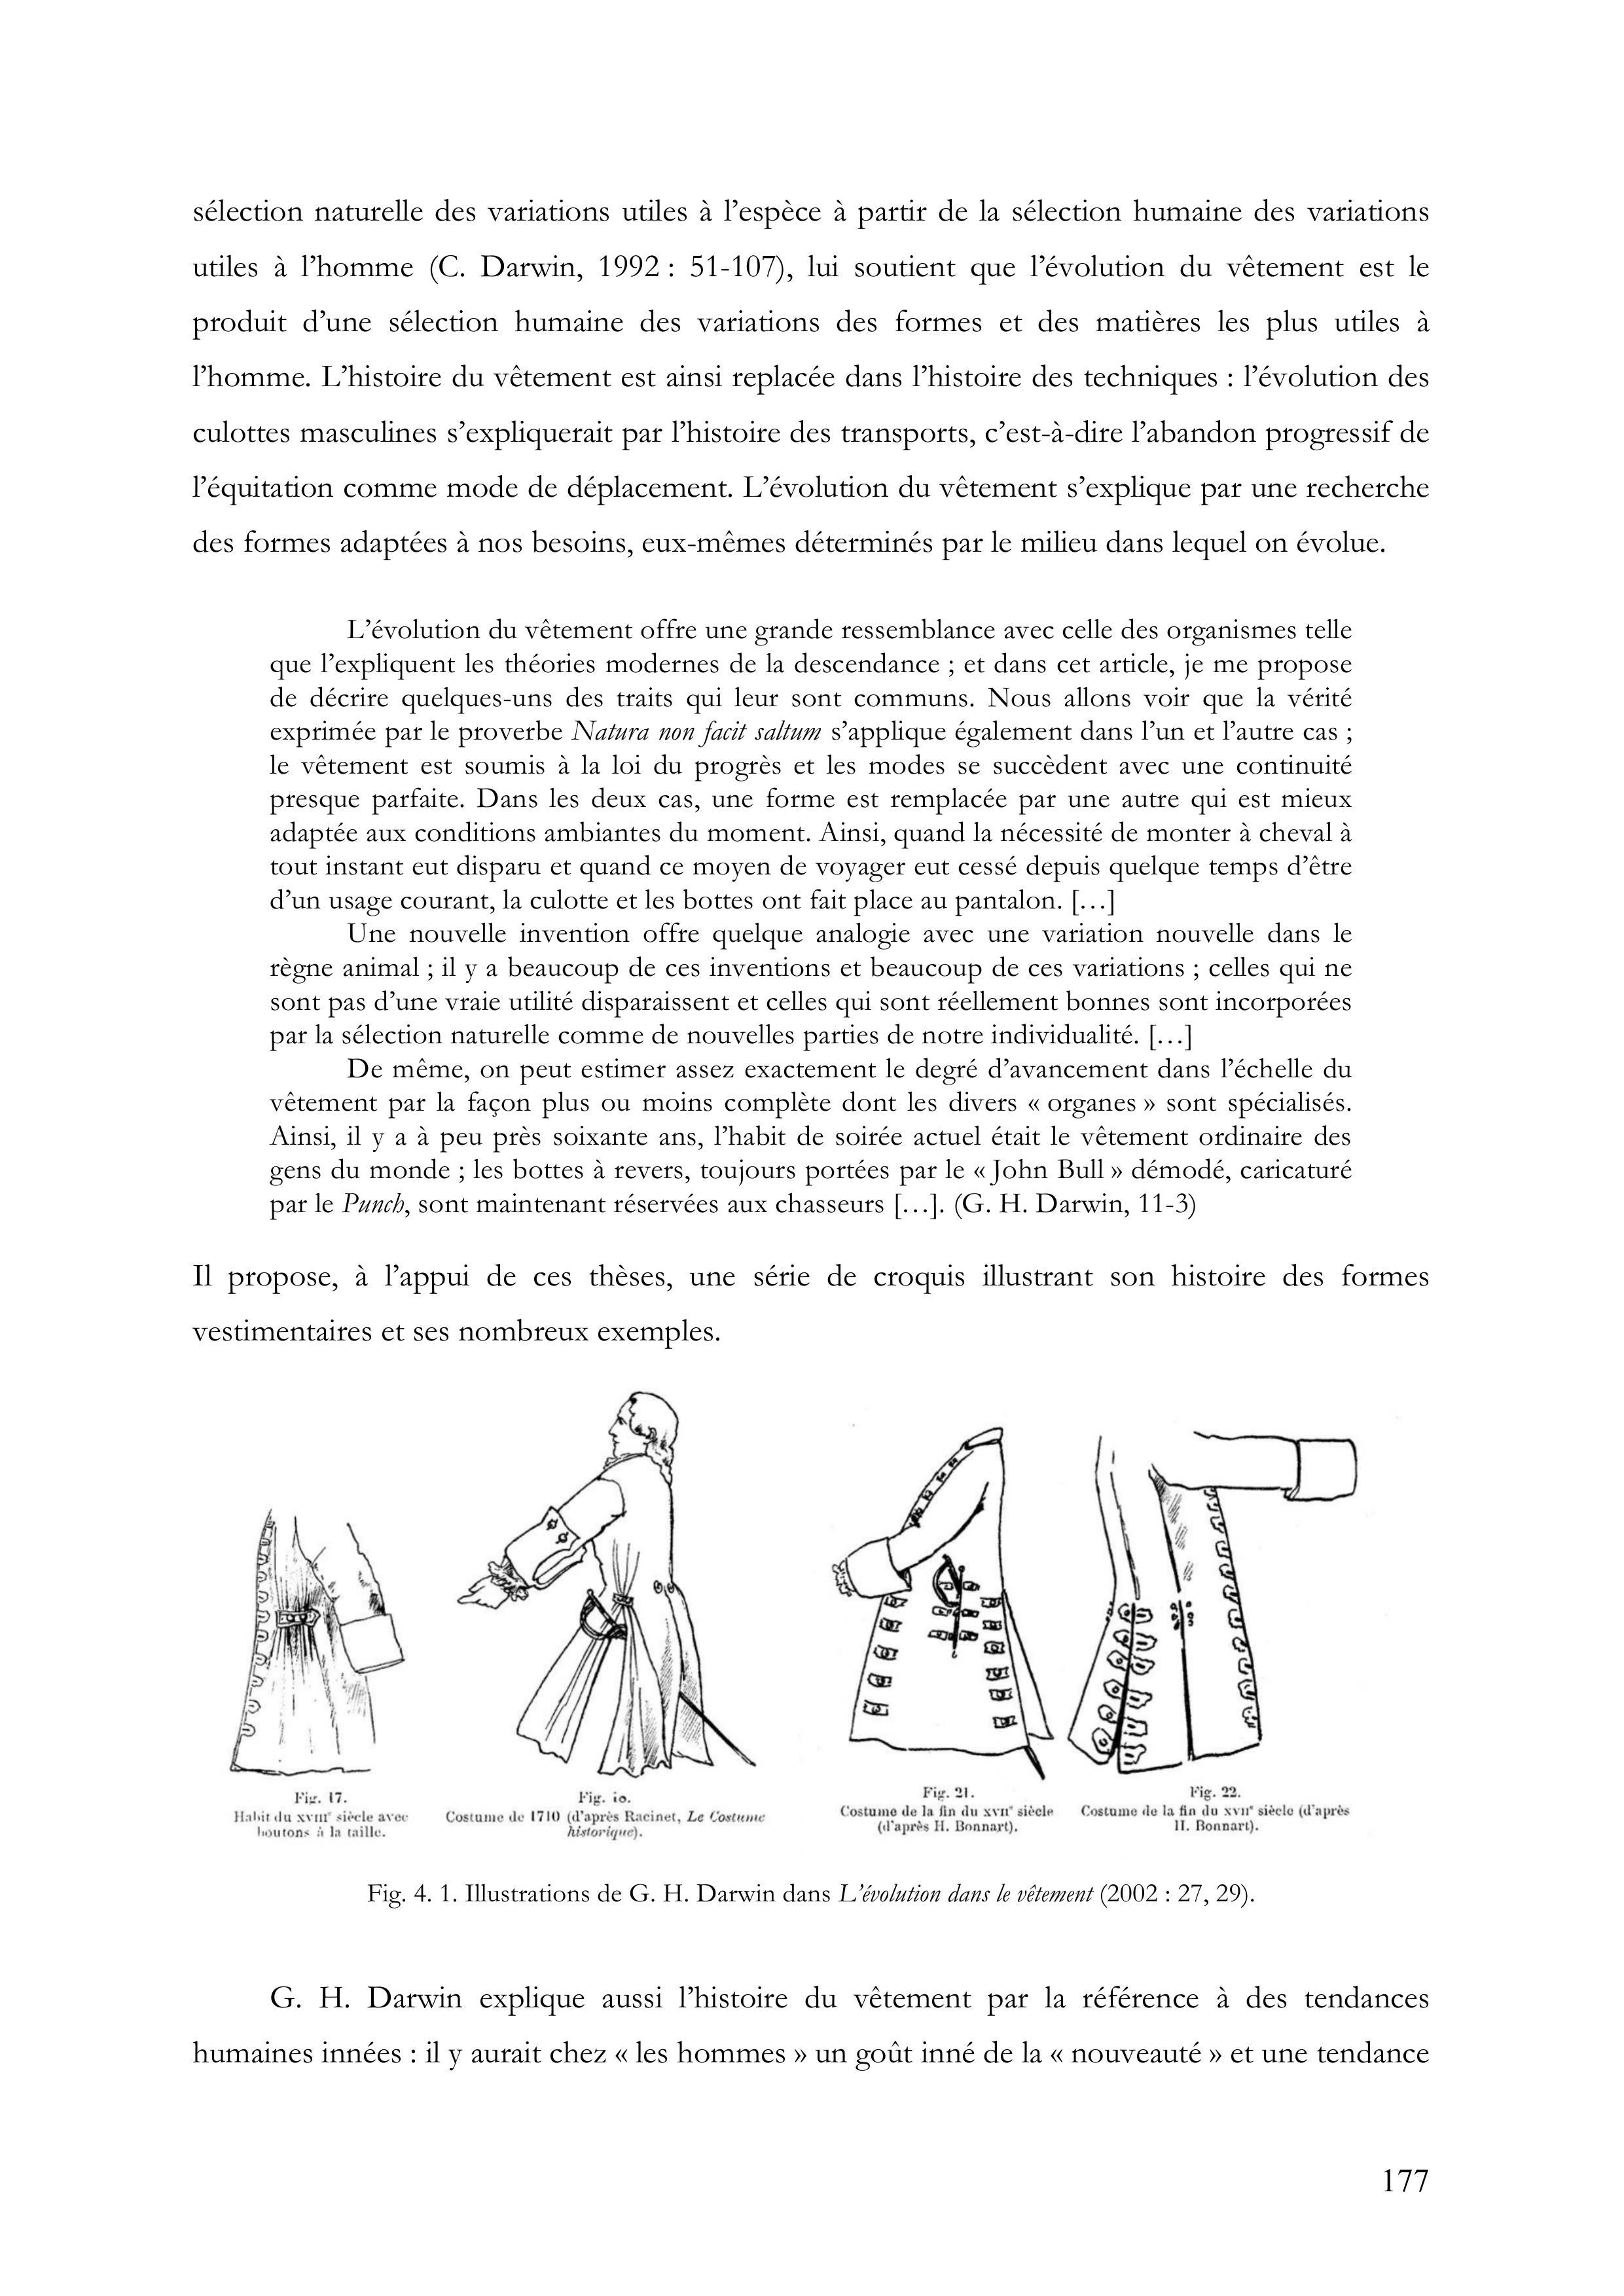 sélection naturelle des variations utiles à l'espèce à partir de la sélection humaine des variations
utiles à l'homme (C. Darwin, 1992 : 51-107), lui soutient que l'évolution du vêtement est le
produit d'une sélection humaine des variations des formes et des matières les plus utiles à
l'homme. L'histoire du vêtement est ainsi replacée dans l'histoire des techniques : l'évolution des
culottes masculines s'expliquerait par l'histoire des transports, c'est-à-dire l'abandon progressif de
l'équitation comme mode de déplacement. L'évolution du vêtement s'explique par une recherche
des formes adaptées à nos besoins, eux-mêmes déterminés par le milieu dans lequel on évolue.
L'évolution du vêtement offre une grande ressemblance avec celle des organismes telle
que l'expliquent les théories modernes de la descendance ; et dans cet article, je me propose
de décrire quelques-uns des traits qui leur sont communs. Nous allons voir que la vérité
exprimée par le proverbe Natura non facit saltum s'applique également dans l'un et l'autre cas ;
le vêtement est soumis à la loi du progrès et les modes se succèdent avec une continuité
presque parfaite. Dans les deux cas, une forme est remplacée par une autre qui est mieux
adaptée aux conditions ambiantes du moment. Ainsi, quand la nécessité de monter à cheval à
tout instant eut disparu et quand ce moyen de voyager eut cessé depuis quelque temps d'être
d'un usage courant, la culotte et les bottes ont fait place au pantalon. […]
Une nouvelle invention offre quelque analogie avec une variation nouvelle dans le
règne animal ; il y a beaucoup de ces inventions et beaucoup de ces variations ; celles qui ne
sont pas d'une vraie utilité disparaissent et celles qui sont réellement bonnes sont incorporées
par la sélection naturelle comme de nouvelles parties de notre individualité. […]
De même, on peut estimer assez exactement le degré d'avancement dans l'échelle du
vêtement par la façon plus ou moins complète dont les divers « organes » sont spécialisés.
Ainsi, il y a à peu près soixante ans, l'habit de soirée actuel était le vêtement ordinaire des
gens du monde ; les bottes à revers, toujours portées par le « John Bull » démodé, caricaturé
par le Punch, sont maintenant réservées aux chasseurs […]. (G. H. Darwin, 11-3)
Il propose, à l'appui de ces thèses, une série de croquis illustrant son histoire des formes
vestimentaires et ses nombreux exemples.
Fig. 17.
Habit du XVIIIe siècle avec
boutons à la taille.
Fig. 10.
Costume de 1710 (d'après Racinet, Le Costume
historique).
Fig. 21.
Costume de la fin du XVIIe siècle
(d'après H. Bonnart).
Fig. 22.
Costume de la fin du XVIIe siècle (d'après
H. Bonnart).
Fig. 4. 1. Illustrations de G. H. Darwin dans L'évolution dans le vêtement (2002 : 27, 29).
G. H. Darwin explique aussi l'histoire du vêtement par la référence à des tendances
humaines innées : il y aurait chez « les hommes » un goût inné de la « nouveauté » et une tendance
177